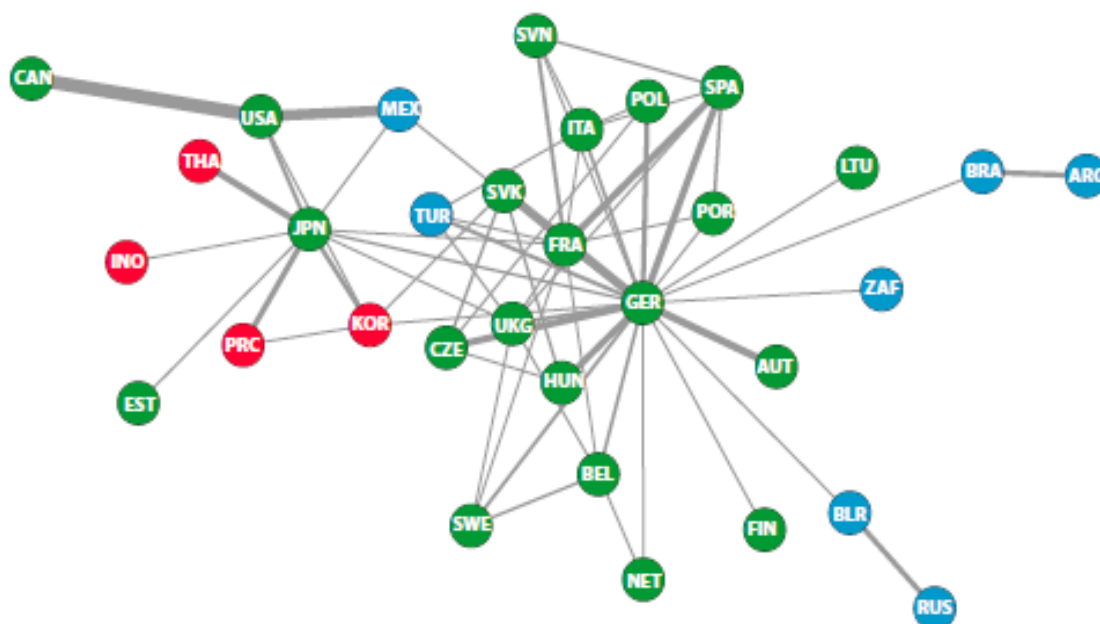 SVN
CAN
SPA
POL
USA
MEX
ITA
THA
LTU
BRA
ARG
SVK
TUR
POR
JPN
FRA
INO
ZAF
GER
KOR
UKG
PRC
CZE
AUT
HUN
EST
BEL
BLR
SWE
FIN
NET
RUS